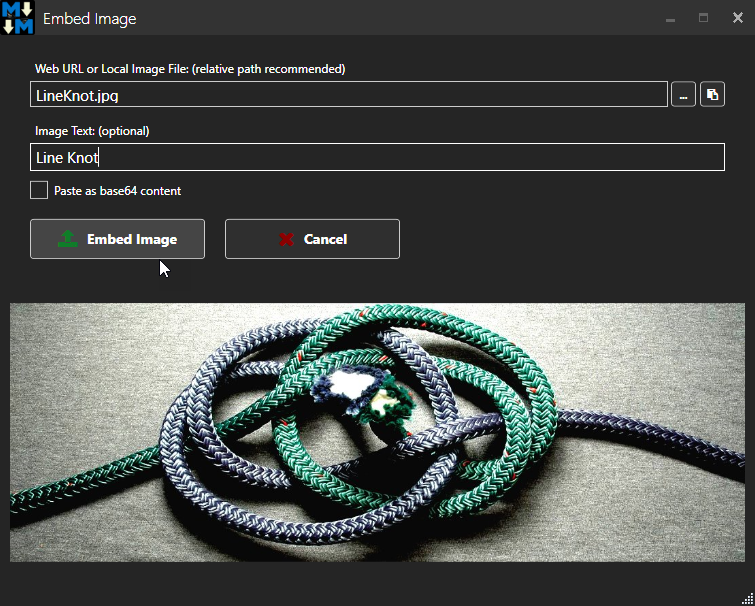 M
M
Embed Image
Web URL or Local Image File: (relative path recommended)
LineKnot.jpg
...
Image Text: (optional)
Line Knot
Paste as base64 content
Embed Image
Cancel